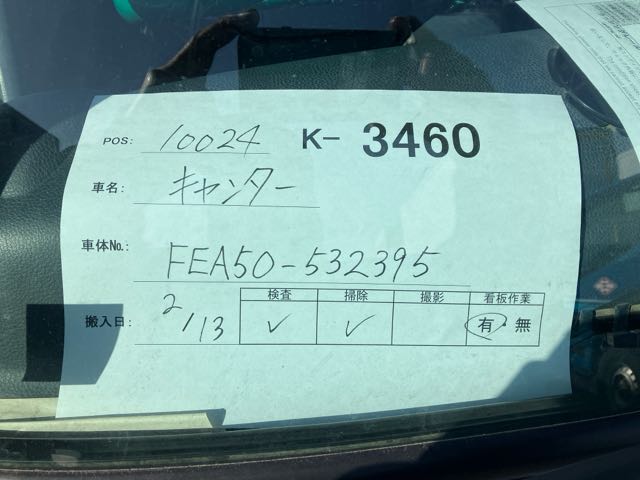 POS: 10024 K- 3460
車名: キャンター
車体No.: FEA50-532395
搬入日: 2/13
検査 掃除 撮影 看板作業
✓ ✓ 有・無